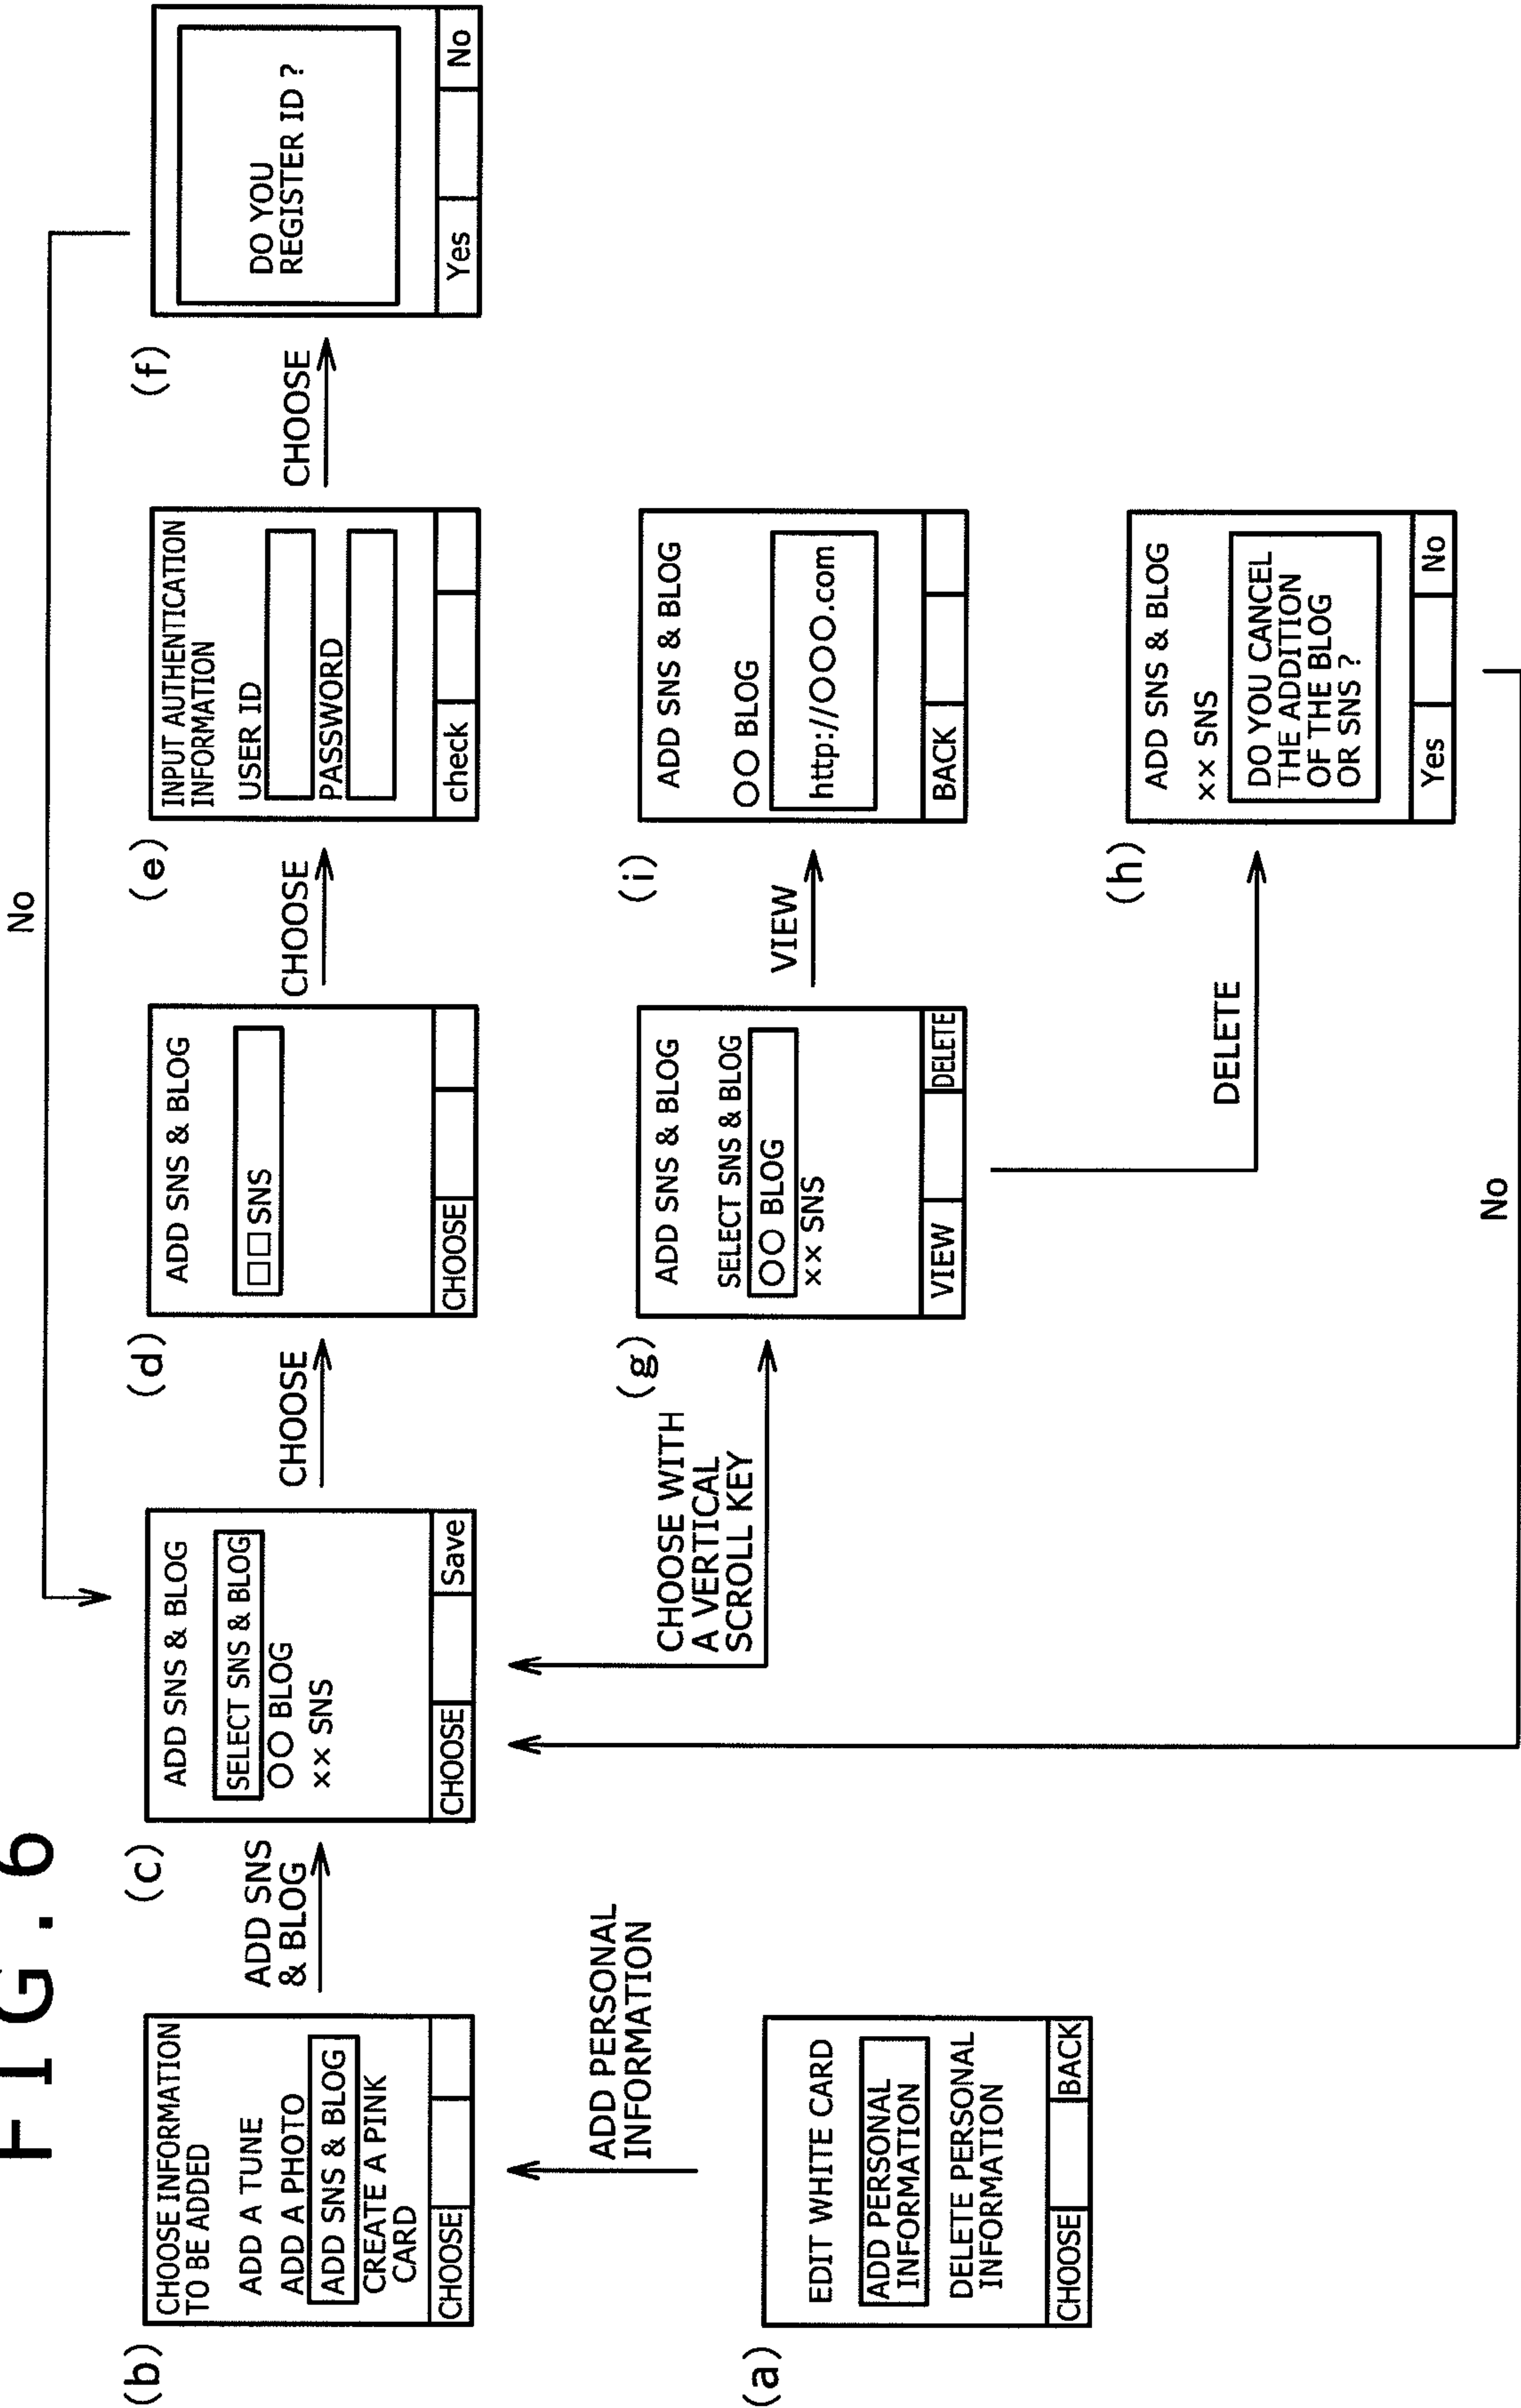 FIG. 6
(a)
EDIT WHITE CARD
ADD PERSONAL
INFORMATION
DELETE PERSONAL
INFORMATION
CHOOSE BACK
ADD PERSONAL
INFORMATION
(b)
CHOOSE INFORMATION
TO BE ADDED
ADD A TUNE
ADD A PHOTO
ADD SNS & BLOG
CREATE A PINK
CARD
CHOOSE
ADD SNS
& BLOG
(c)
ADD SNS & BLOG
SELECT SNS & BLOG
○○ BLOG
×× SNS
CHOOSE Save
CHOOSE
(d)
ADD SNS & BLOG
□□ SNS
CHOOSE
CHOOSE
(e)
INPUT AUTHENTICATION
INFORMATION
USER ID
PASSWORD
check
CHOOSE
(f)
DO YOU
REGISTER ID ?
Yes No
No
CHOOSE WITH
A VERTICAL
SCROLL KEY
(g)
ADD SNS & BLOG
SELECT SNS & BLOG
○○ BLOG
×× SNS
VIEW DELETE
VIEW
(i)
ADD SNS & BLOG
○○ BLOG
http://○○○.com
BACK
DELETE
(h)
ADD SNS & BLOG
×× SNS
DO YOU CANCEL
THE ADDITION
OF THE BLOG
OR SNS ?
Yes No
No